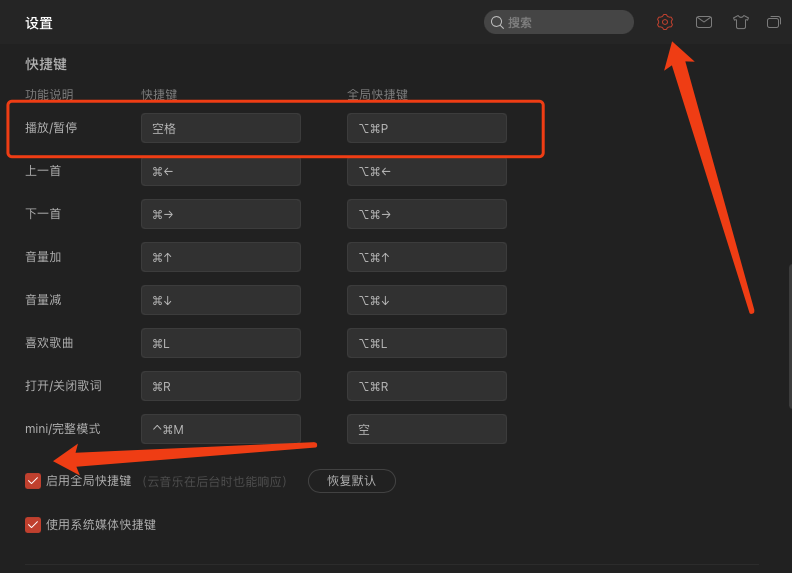 设置
搜索
快捷键
功能说明 快捷键 全局快捷键
播放/暂停 空格 ⌥⌘P
上一首 ⌘← ⌥⌘←
下一首 ⌘→ ⌥⌘→
音量加 ⌘↑ ⌥⌘↑
音量减 ⌘↓ ⌥⌘↓
喜欢歌曲 ⌘L ⌥⌘L
打开/关闭歌词 ⌘R ⌥⌘R
mini/完整模式 ^⌘M 空
启用全局快捷键 (云音乐在后台时也能响应) 恢复默认
使用系统媒体快捷键